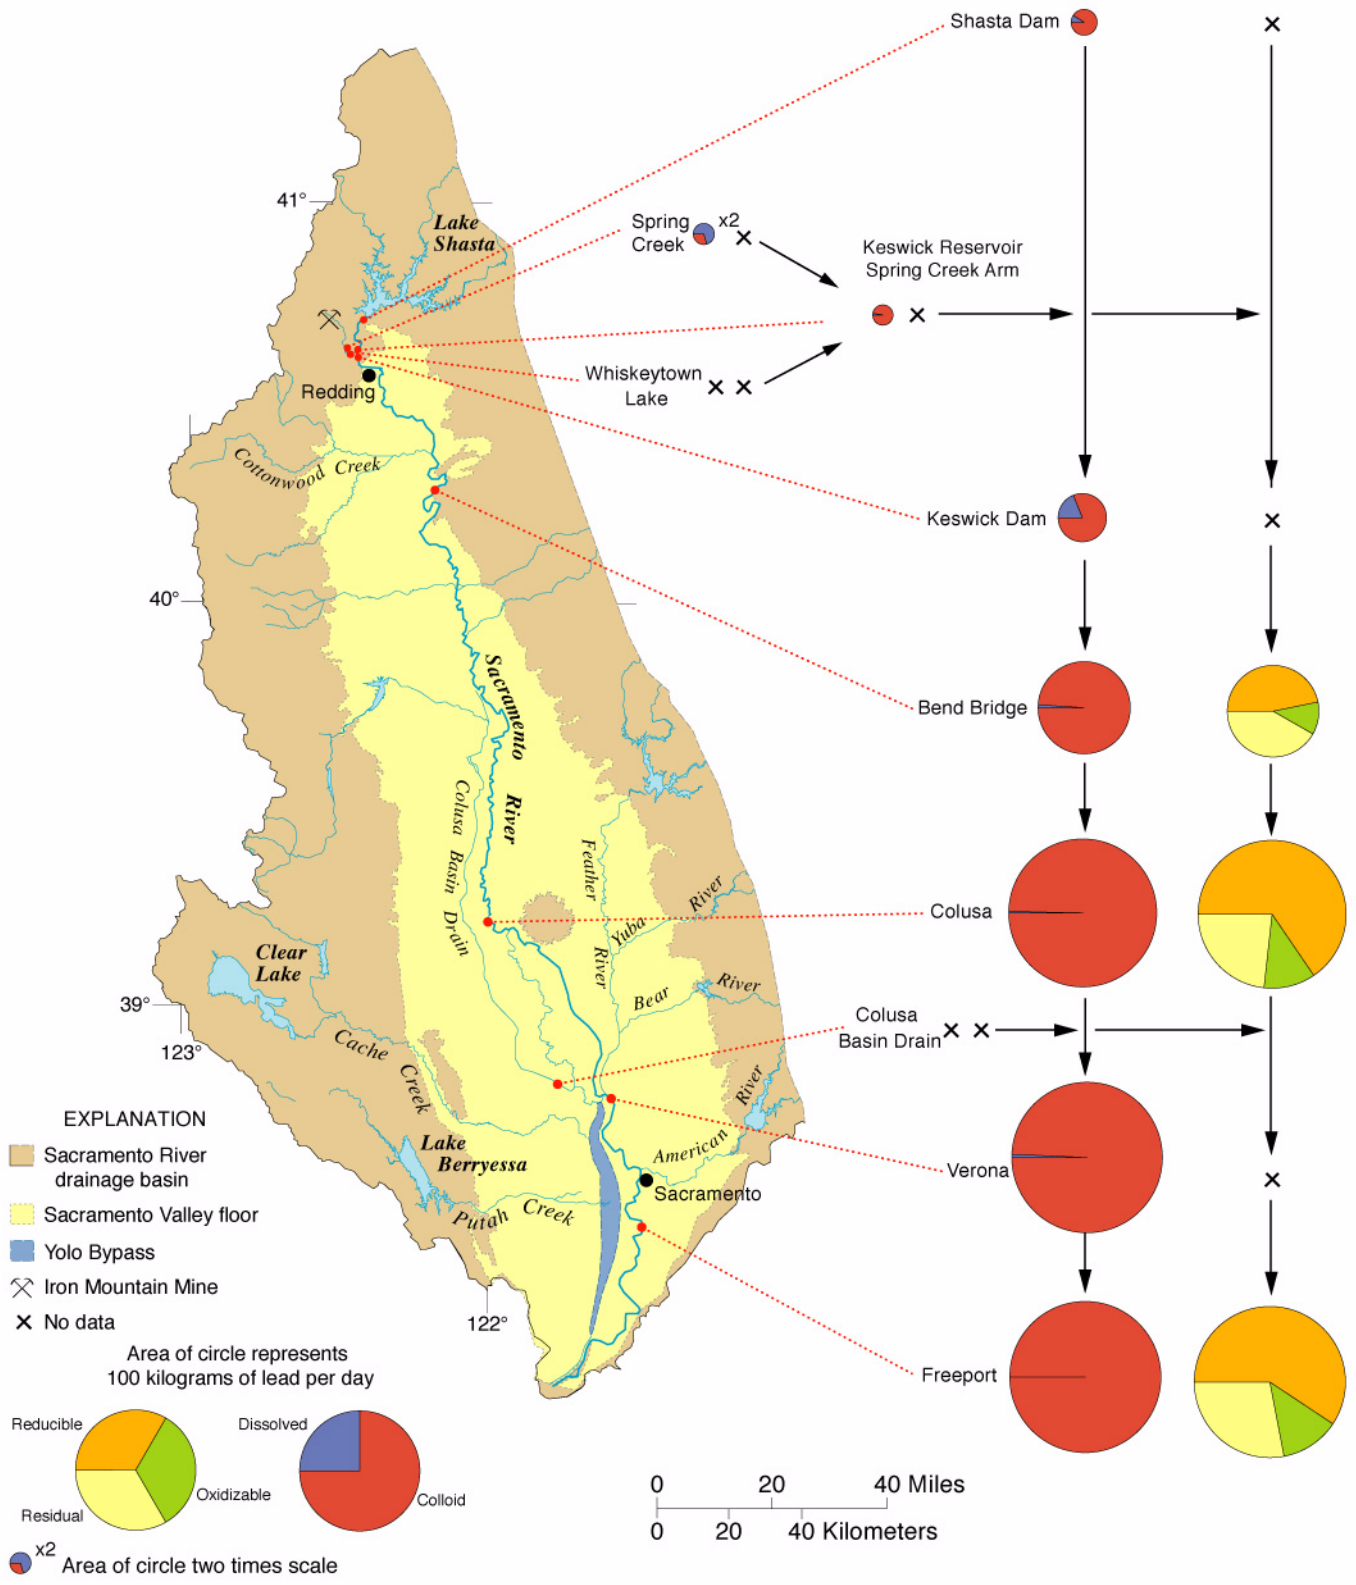 Shasta Dam
41°
Lake
Shasta
Spring
Creek
x2
Keswick Reservoir
Spring Creek Arm
Redding
Whiskeytown
Lake
Cottonwood Creek
Keswick Dam
40°
Sacramento River
Bend Bridge
Colusa Basin Drain
Feather River
Yuba River
Colusa
Clear
Lake
Bear River
39°
123°
Colusa
Basin Drain
Cache Creek
American River
Lake
Berryessa
Verona
Sacramento
Putah Creek
122°
Freeport
EXPLANATION
Sacramento River
drainage basin
Sacramento Valley floor
Yolo Bypass
Iron Mountain Mine
No data
Area of circle represents
100 kilograms of lead per day
Reducible
Dissolved
Oxidizable
Residual
Colloid
x2
Area of circle two times scale
0 20 40 Miles
0 20 40 Kilometers